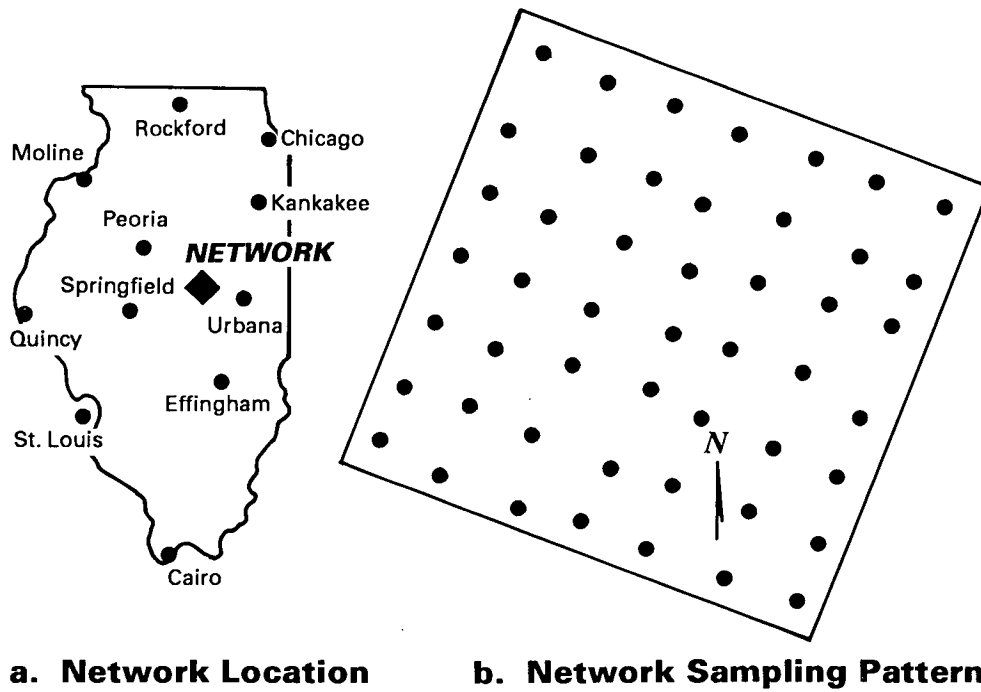 Rockford
Chicago
Moline
Kankakee
Peoria
NETWORK
Springfield
Urbana
Quincy
Effingham
St. Louis
Cairo
N
a. Network Location
b. Network Sampling Pattern